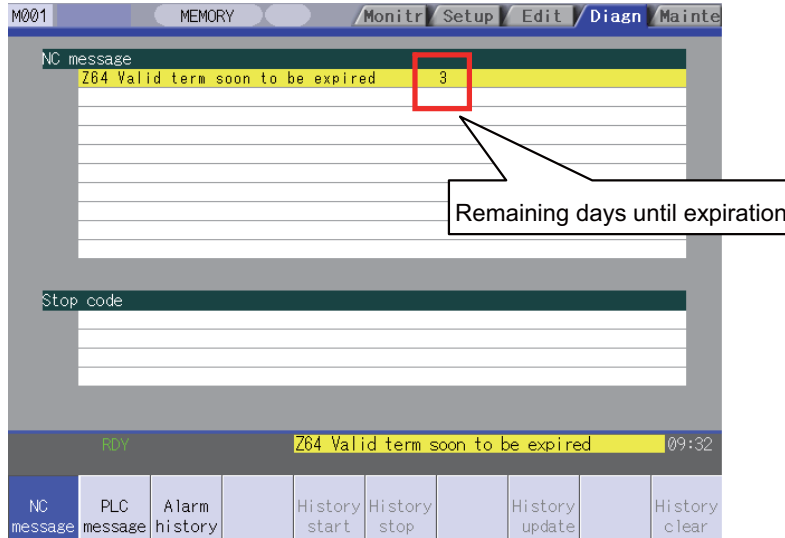 M001 MEMORY Monitr Setup Edit Diagn Mainte
NC message
Z64 Valid term soon to be expired 3
Remaining days until expiration
Stop code
RDY Z64 Valid term soon to be expired 09:32
NC PLC Alarm History History History History
message message history start stop update clear